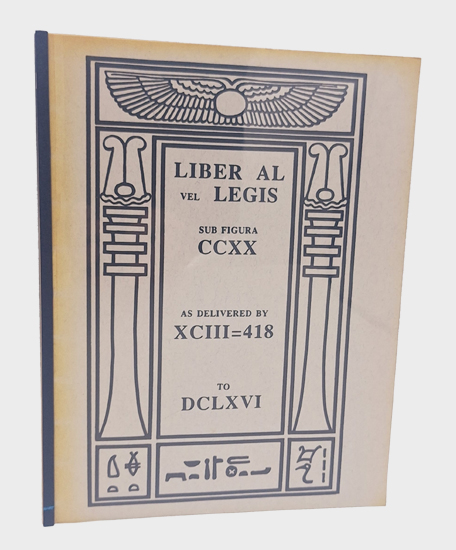 LIBER AL
VEL LEGIS
SUB FIGURA
CCXX
AS DELIVERED BY
XCIII=418
TO
DCLXVI